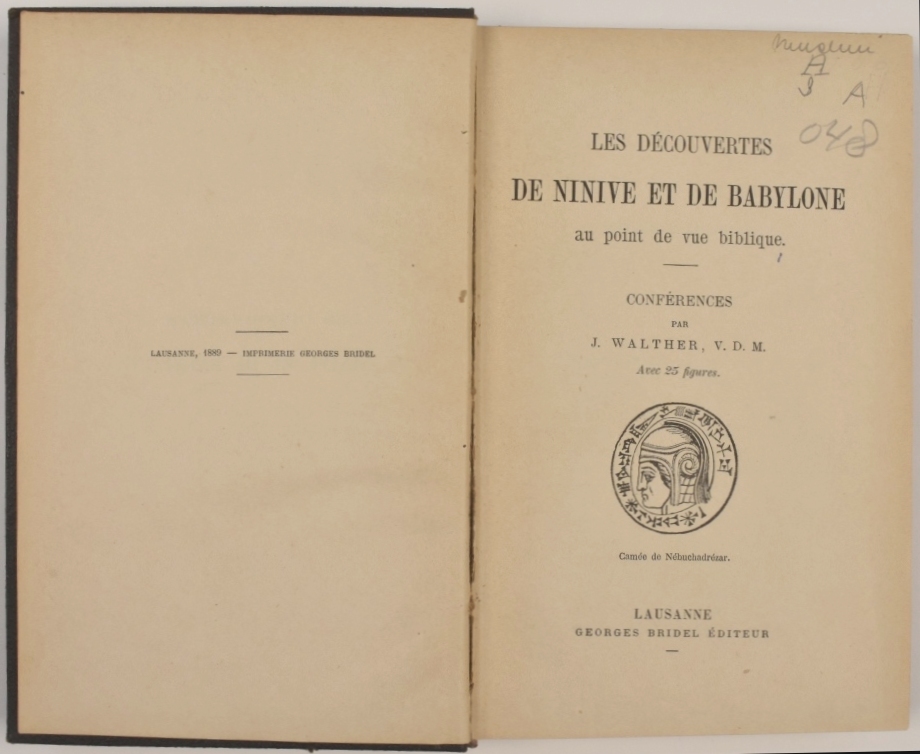 LAUSANNE, 1889 — IMPRIMERIE GEORGES BRIDEL
A
A
048
LES DÉCOUVERTES
DE NINIVE ET DE BABYLONE
au point de vue biblique.
CONFÉRENCES
PAR
J. WALTHER, V. D. M.
Avec 25 figures.
Camée de Nébuchadrézar.
LAUSANNE
GEORGES BRIDEL ÉDITEUR